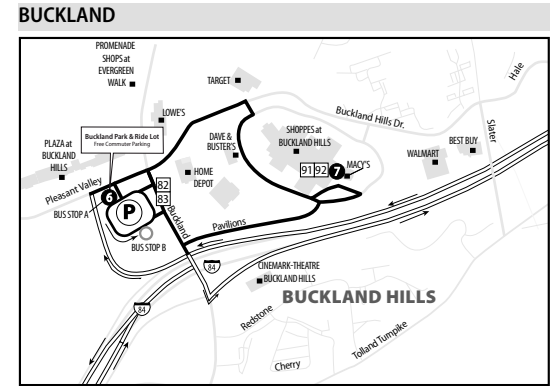 BUCKLAND
PROMENADE
SHOPS at
EVERGREEN
WALK
TARGET
LOWE'S
Buckland Park & Ride Lot
Free Commuter Parking
PLAZA at
BUCKLAND
HILLS
DAVE &
BUSTER'S
SHOPPES at
BUCKLAND HILLS
Buckland Hills Dr.
Hale
Slater
BEST BUY
WALMART
MACY'S
91 92 7
HOME
DEPOT
Pleasant Valley
6
82
83
P
BUS STOP A
BUS STOP B
Buckland
Pavilions
84
CINEMARK-THEATRE
BUCKLAND HILLS
BUCKLAND HILLS
84
Redstone
Tolland Turnpike
Cherry